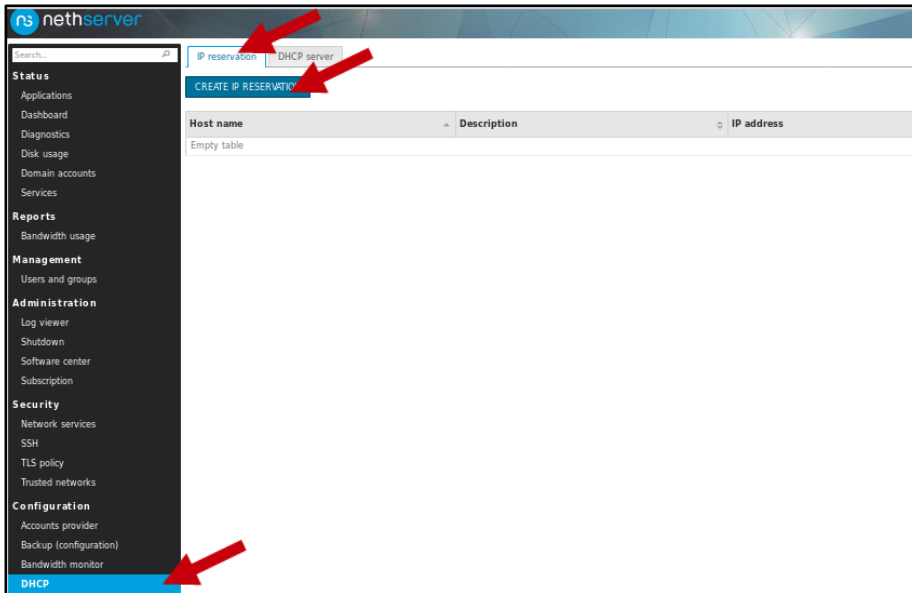 ns nethserver
Search...
Status
Applications
Dashboard
Diagnostics
Disk usage
Domain accounts
Services
Reports
Bandwidth usage
Management
Users and groups
Administration
Log viewer
Shutdown
Software center
Subscription
Security
Network services
SSH
TLS policy
Trusted networks
Configuration
Accounts provider
Backup (configuration)
Bandwidth monitor
DHCP
IP reservation DHCP server
CREATE IP RESERVATION
Host name Description IP address
Empty table